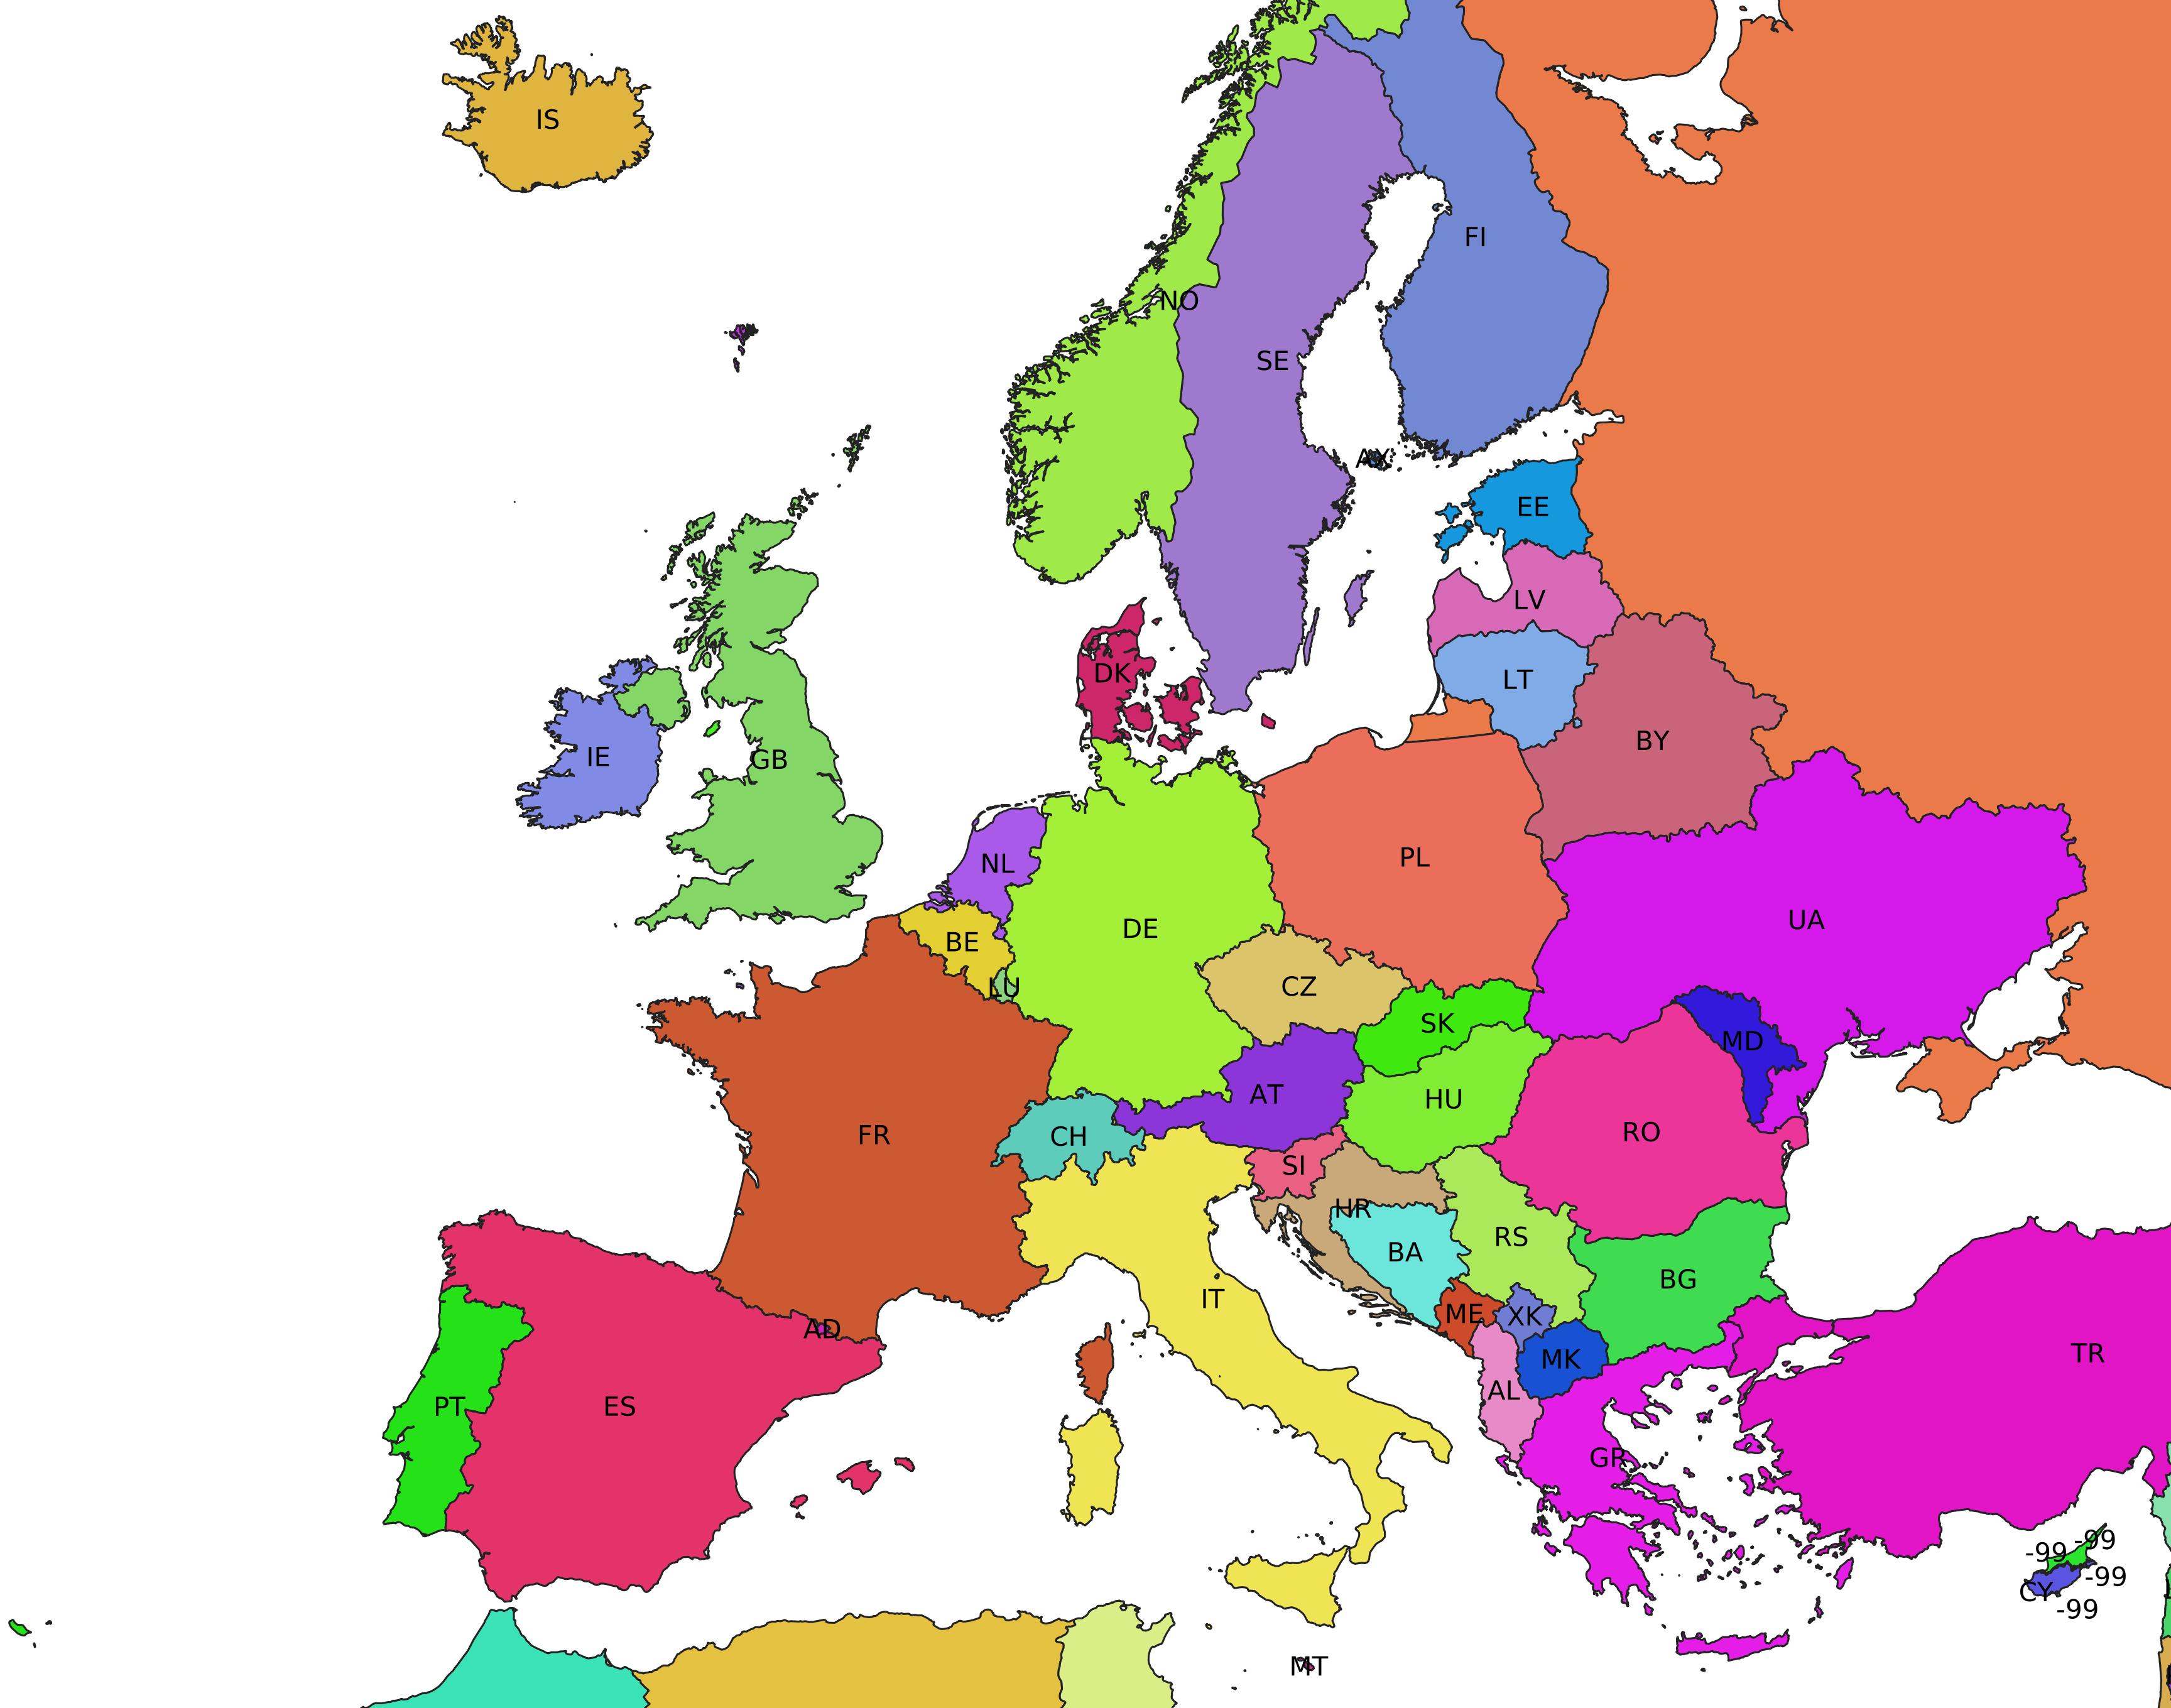 IS
FI
NO
SE
AX
EE
LV
DK
LT
BY
IE
GB
PL
NL
UA
DE
BE
CZ
LU
SK
MD
AT
HU
RO
FR
CH
SI
HR
RS
BA
BG
IT
ME
XK
AD
TR
MK
AL
PT
ES
GR
-99
-99
-99
CY
-99
MT